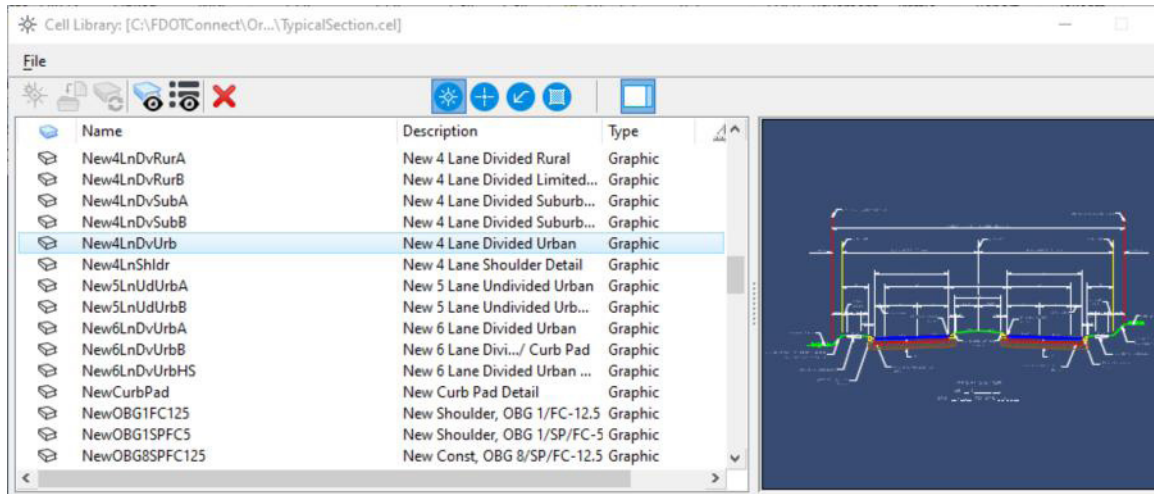 Cell Library: [C:\FDOTConnect\Or...\TypicalSection.cel]
File
Name Description Type
New4LnDvRurA New 4 Lane Divided Rural Graphic
New4LnDvRurB New 4 Lane Divided Limited... Graphic
New4LnDvSubA New 4 Lane Divided Suburb... Graphic
New4LnDvSubB New 4 Lane Divided Suburb... Graphic
New4LnDvUrb New 4 Lane Divided Urban Graphic
New4LnShldr New 4 Lane Shoulder Detail Graphic
New5LnUdUrbA New 5 Lane Undivided Urban Graphic
New5LnUdUrbB New 5 Lane Undivided Urb... Graphic
New6LnDvUrbA New 6 Lane Divided Urban Graphic
New6LnDvUrbB New 6 Lane Divi.../ Curb Pad Graphic
New6LnDvUrbHS New 6 Lane Divided Urban ... Graphic
NewCurbPad New Curb Pad Detail Graphic
NewOBG1FC125 New Shoulder, OBG 1/FC-12.5 Graphic
NewOBG1SPFC5 New Shoulder, OBG 1/SP/FC-5 Graphic
NewOBG8SPFC125 New Const, OBG 8/SP/FC-12.5 Graphic